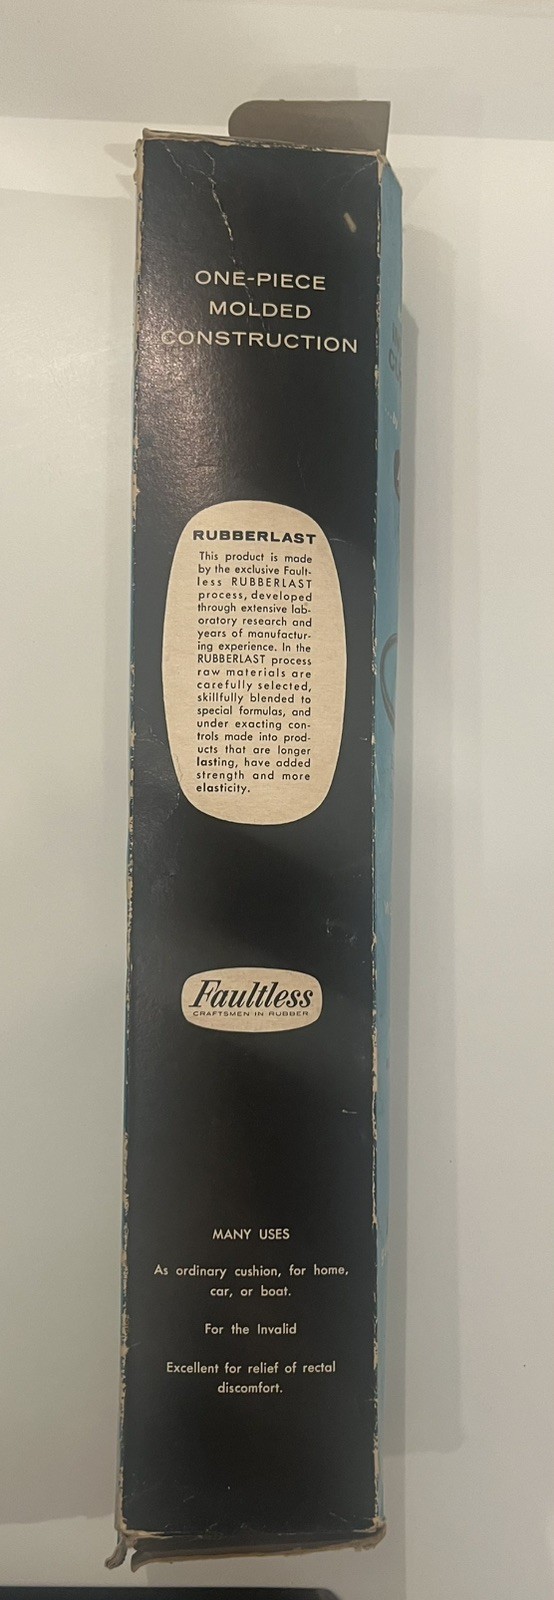 ONE-PIECE
MOLDED
CONSTRUCTION
RUBBERLAST
This product is made
by the exclusive Fault-
less RUBBERLAST
process, developed
through extensive lab-
oratory research and
years of manufactur-
ing experience. In the
RUBBERLAST process
raw materials are
carefully selected,
skillfully blended to
special formulas, and
under exacting con-
trols made into prod-
ucts that are longer
lasting, have added
strength and more
elasticity.
Faultless
CRAFTSMEN IN RUBBER
MANY USES
As ordinary cushion, for home,
car, or boat.
For the Invalid
Excellent for relief of rectal
discomfort.